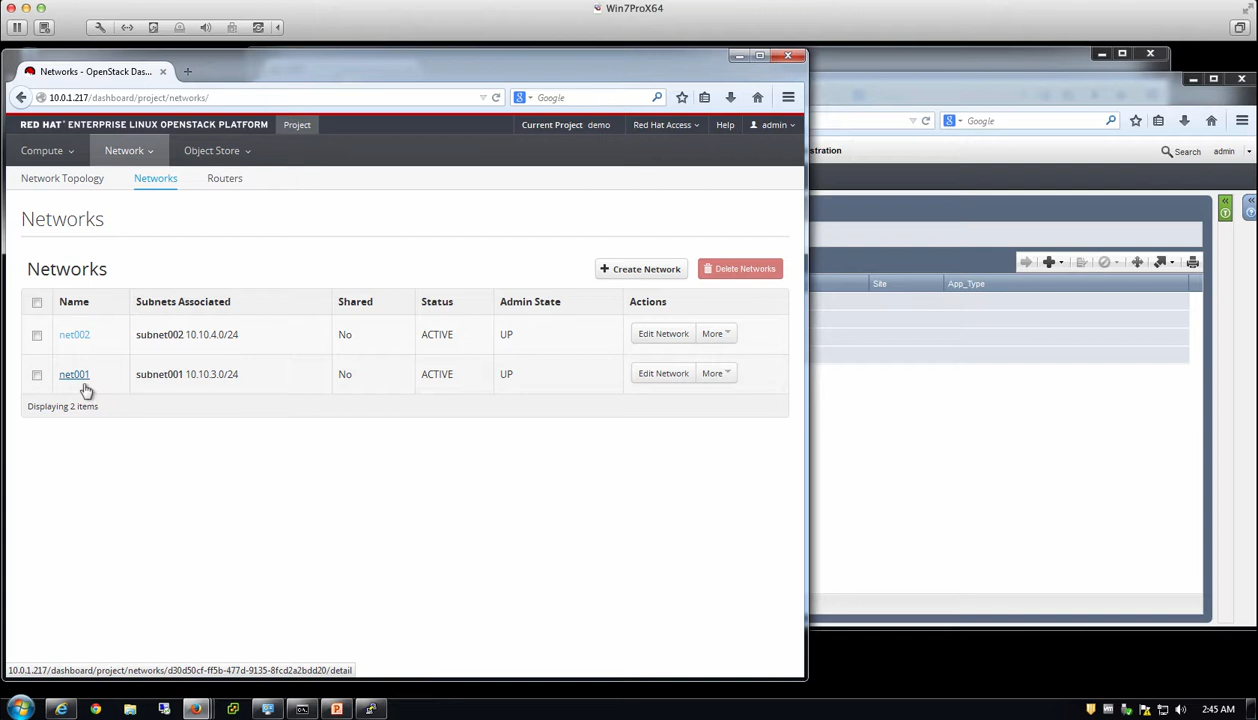 Win7ProX64
Networks - OpenStack Das...
10.0.1.217/dashboard/project/networks/
Google
RED HAT ENTERPRISE LINUX OPENSTACK PLATFORM
Project
Current Project demo
Red Hat Access
Help
admin
Compute
Network
Object Store
Network Topology
Networks
Routers
Networks
Networks
+ Create Network
Delete Networks
Name Subnets Associated Shared Status Admin State Actions
net002 subnet002 10.10.4.0/24 No ACTIVE UP Edit Network More
net001 subnet001 10.10.3.0/24 No ACTIVE UP Edit Network More
Displaying 2 items
10.0.1.217/dashboard/project/networks/d30d50cf-ff5b-477d-9135-8fcd2a2bdd20/detail
Google
stration
Search
admin
Site App_Type
2:45 AM